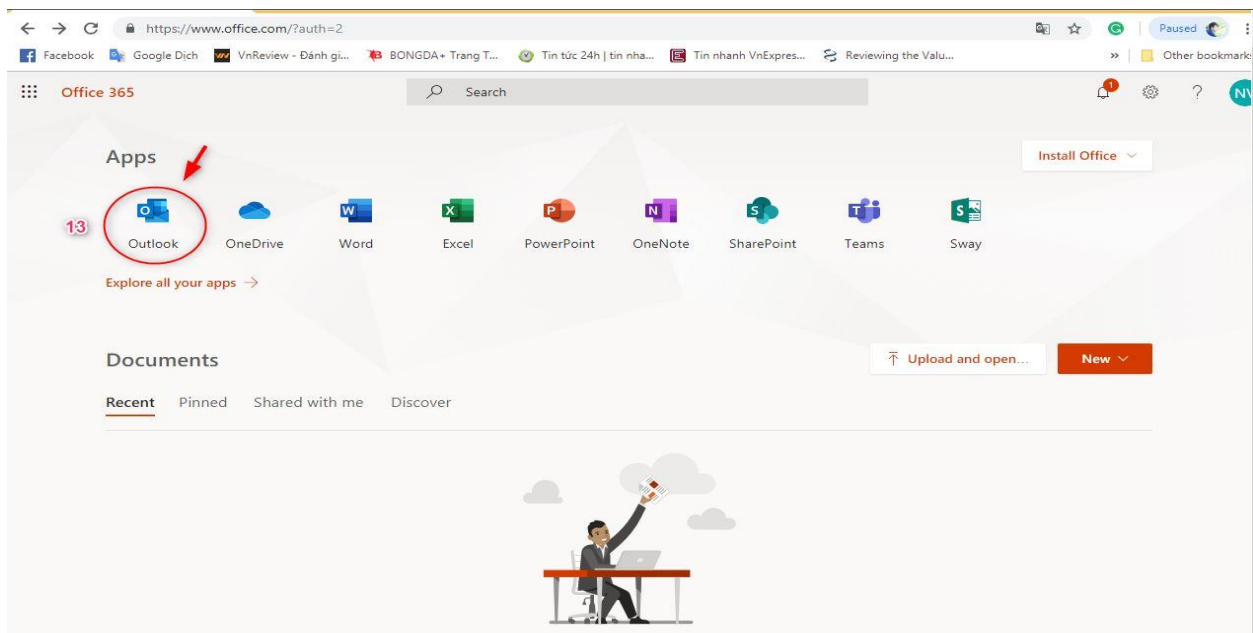 https://www.office.com/?auth=2
Paused
Facebook
Google Dịch
VnReview - Đánh gi...
BONGDA+ Trang T...
Tin tức 24h | tin nha...
Tin nhanh VnExpres...
Reviewing the Valu...
»
Other bookmark
Office 365
Search
1
?
NV
Apps
Install Office
13
Outlook
OneDrive
Word
Excel
PowerPoint
OneNote
SharePoint
Teams
Sway
Explore all your apps →
Documents
Upload and open...
New
Recent
Pinned
Shared with me
Discover